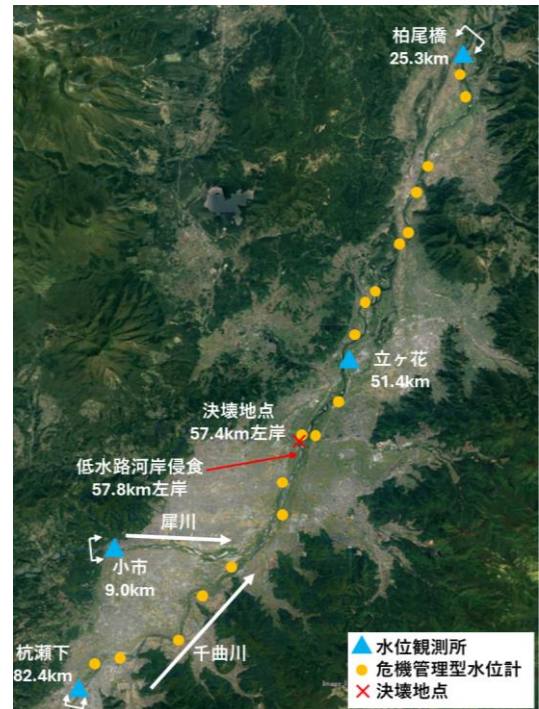 柏尾橋
25.3km
立ヶ花
51.4km
決壊地点
57.4km左岸
低水路河岸侵食
57.8km左岸
犀川
小市
9.0km
杭瀬下
82.4km
千曲川
水位観測所
危機管理型水位計
決壊地点